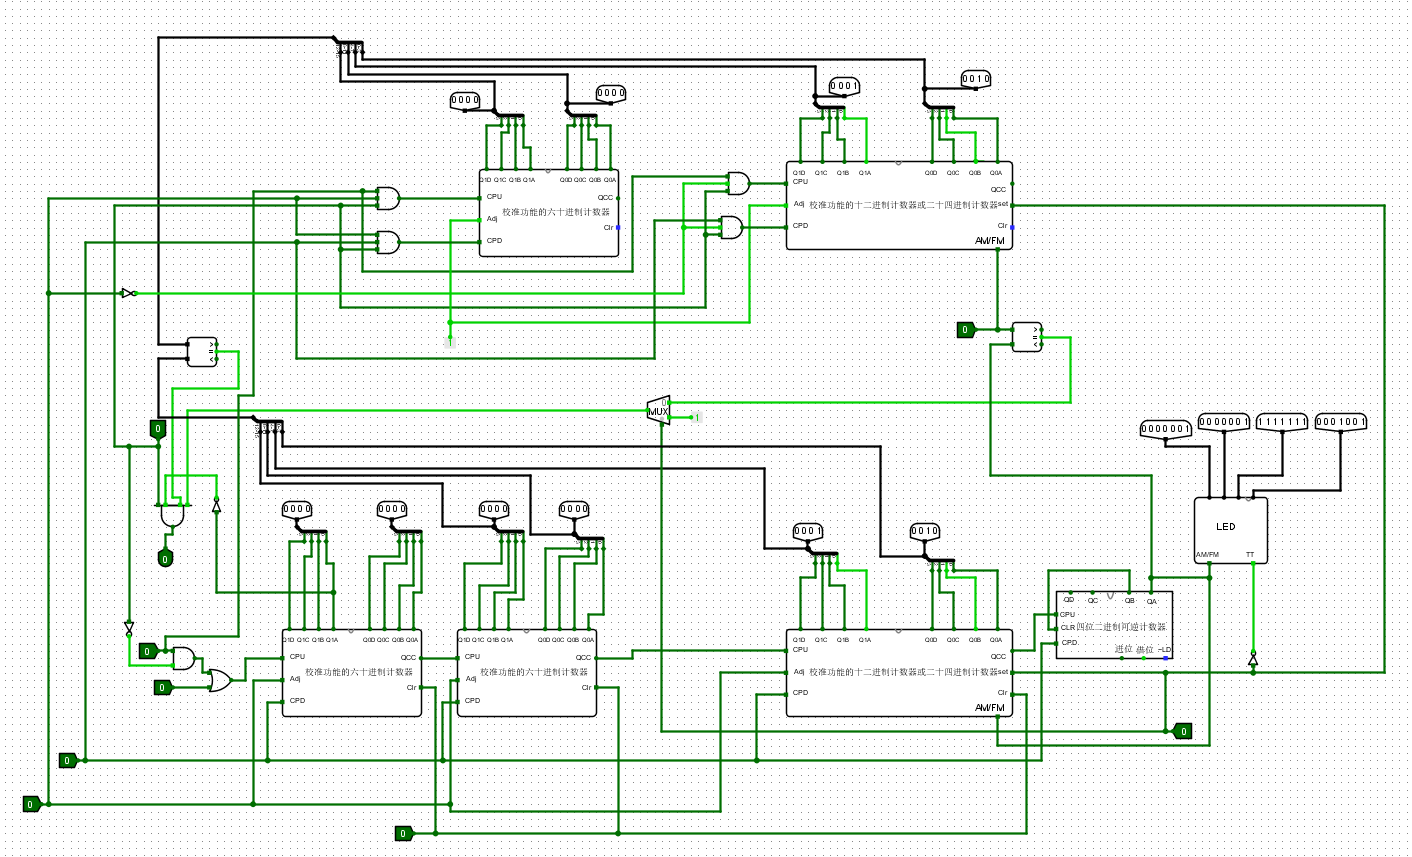 0010
0001
0000
0000
Q1D Q1C Q1B Q1A Q0D Q0C Q0B Q0A
CPU QCC
校准功能的六十进制计数器
Adj
Clr
CPD
Q1D Q1C Q1B Q1A Q0D Q0C Q0B Q0A
CPU QCC
Adj 校准功能的十二进制计数器或二十四进制计数器 set
CPD Clr
AM/FM
1
0
> = <
> = <
0
MUX
1
0
0000001
0000001
1111111
0001001
LED
AM/FM TT
0
0000
0000
0000
0000
0001
0010
Q1D Q1C Q1B Q1A Q0D Q0C Q0B Q0A
CPU QCC
校准功能的六十进制计数器
Adj
Clr
CPD
Q1D Q1C Q1B Q1A Q0D Q0C Q0B Q0A
CPU QCC
校准功能的六十进制计数器
Adj
Clr
CPD
Q1D Q1C Q1B Q1A Q0D Q0C Q0B Q0A
CPU QCC
Adj 校准功能的十二进制计数器或二十四进制计数器 set
CPD Clr
AM/FM
QD QC QB QA
CPU
CLR 四位二进制可逆计数器
CPD
进位 借位 ~LD
0
0
0
0
0
0